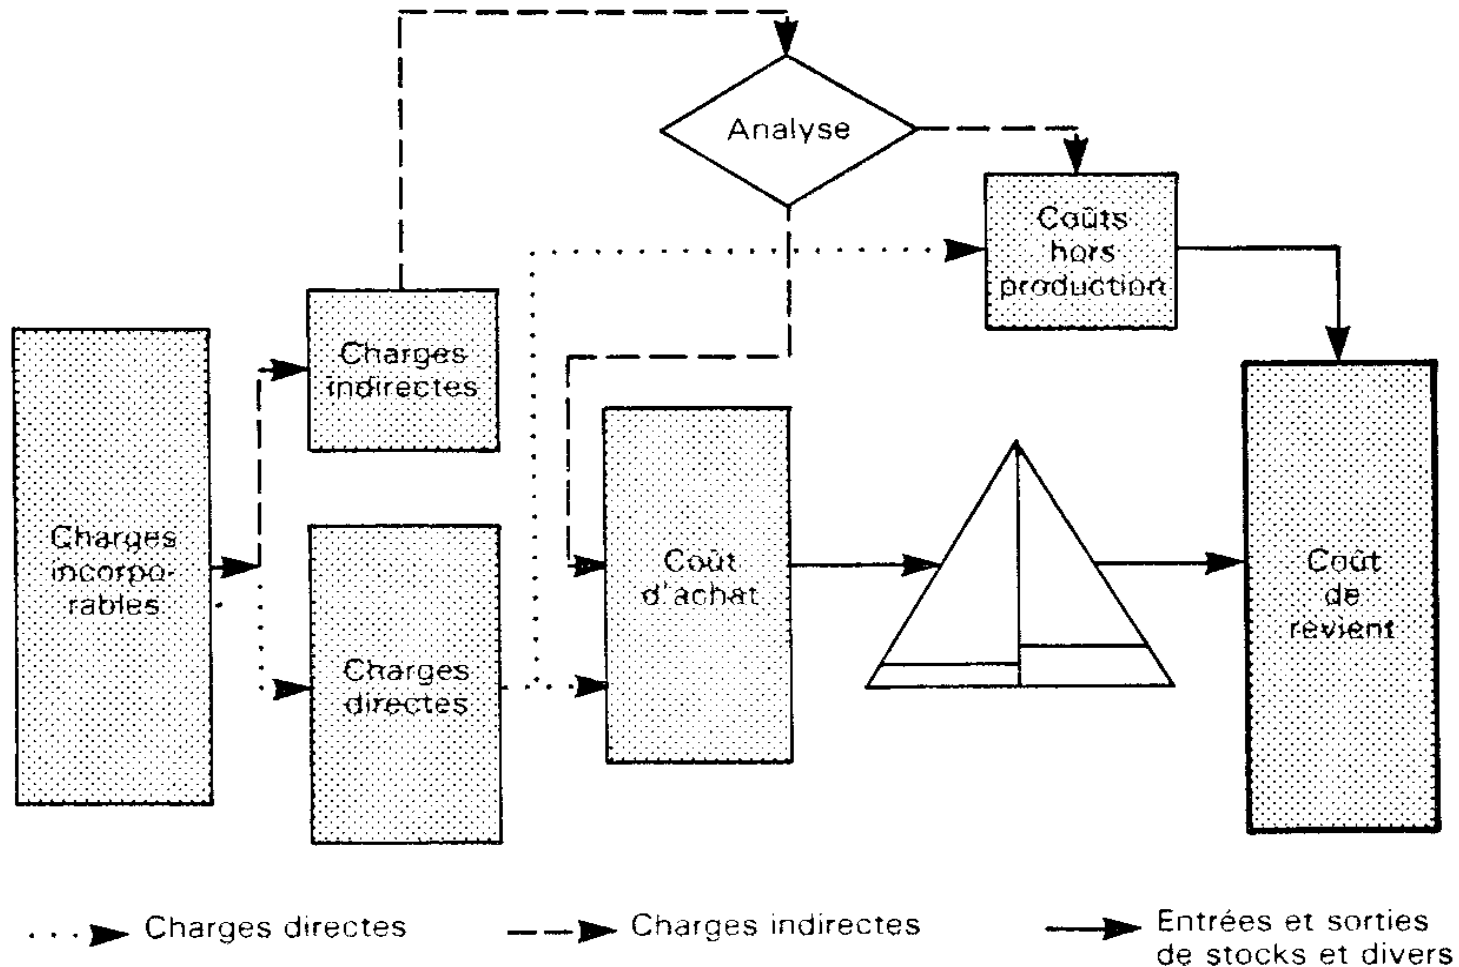 Analyse
Coûts
hors
production
Charges
indirectes
Charges
incorpo-
rables
Coût
d'achat
Coût
de
revient
Charges
directes
Charges directes
Charges indirectes
Entrées et sorties
de stocks et divers